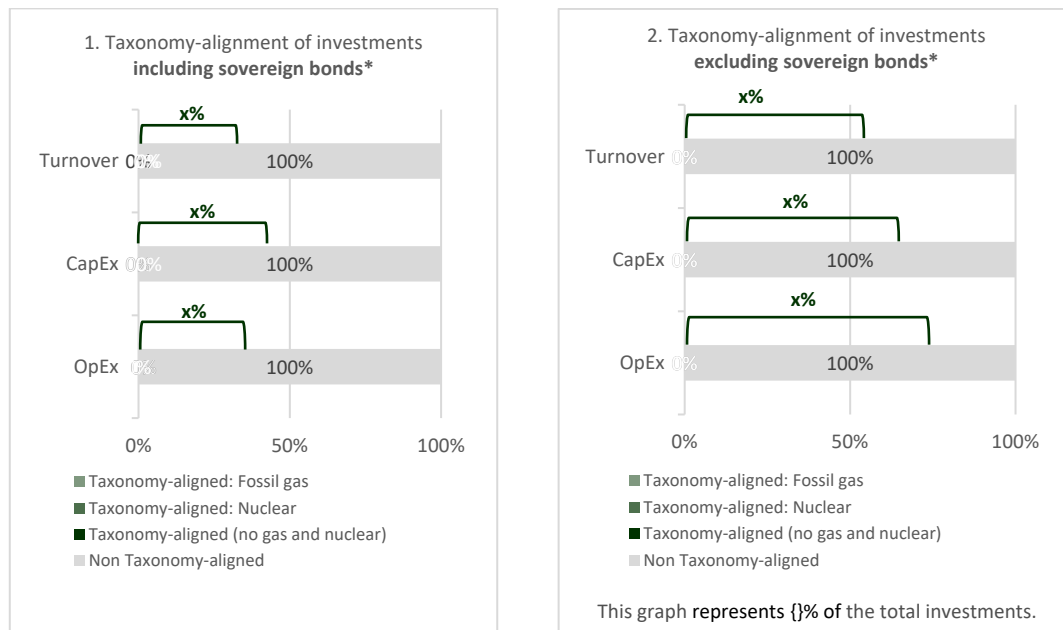 1. Taxonomy-alignment of investments
including sovereign bonds*
x%
Turnover 0% 100%
x%
CapEx 100%
x%
OpEx 0% 100%
0% 50% 100%
Taxonomy-aligned: Fossil gas
Taxonomy-aligned: Nuclear
Taxonomy-aligned (no gas and nuclear)
Non Taxonomy-aligned
2. Taxonomy-alignment of investments
excluding sovereign bonds*
x%
Turnover 0% 100%
x%
CapEx 0% 100%
x%
OpEx 0% 100%
0% 50% 100%
Taxonomy-aligned: Fossil gas
Taxonomy-aligned: Nuclear
Taxonomy-aligned (no gas and nuclear)
Non Taxonomy-aligned
This graph represents {}% of the total investments.